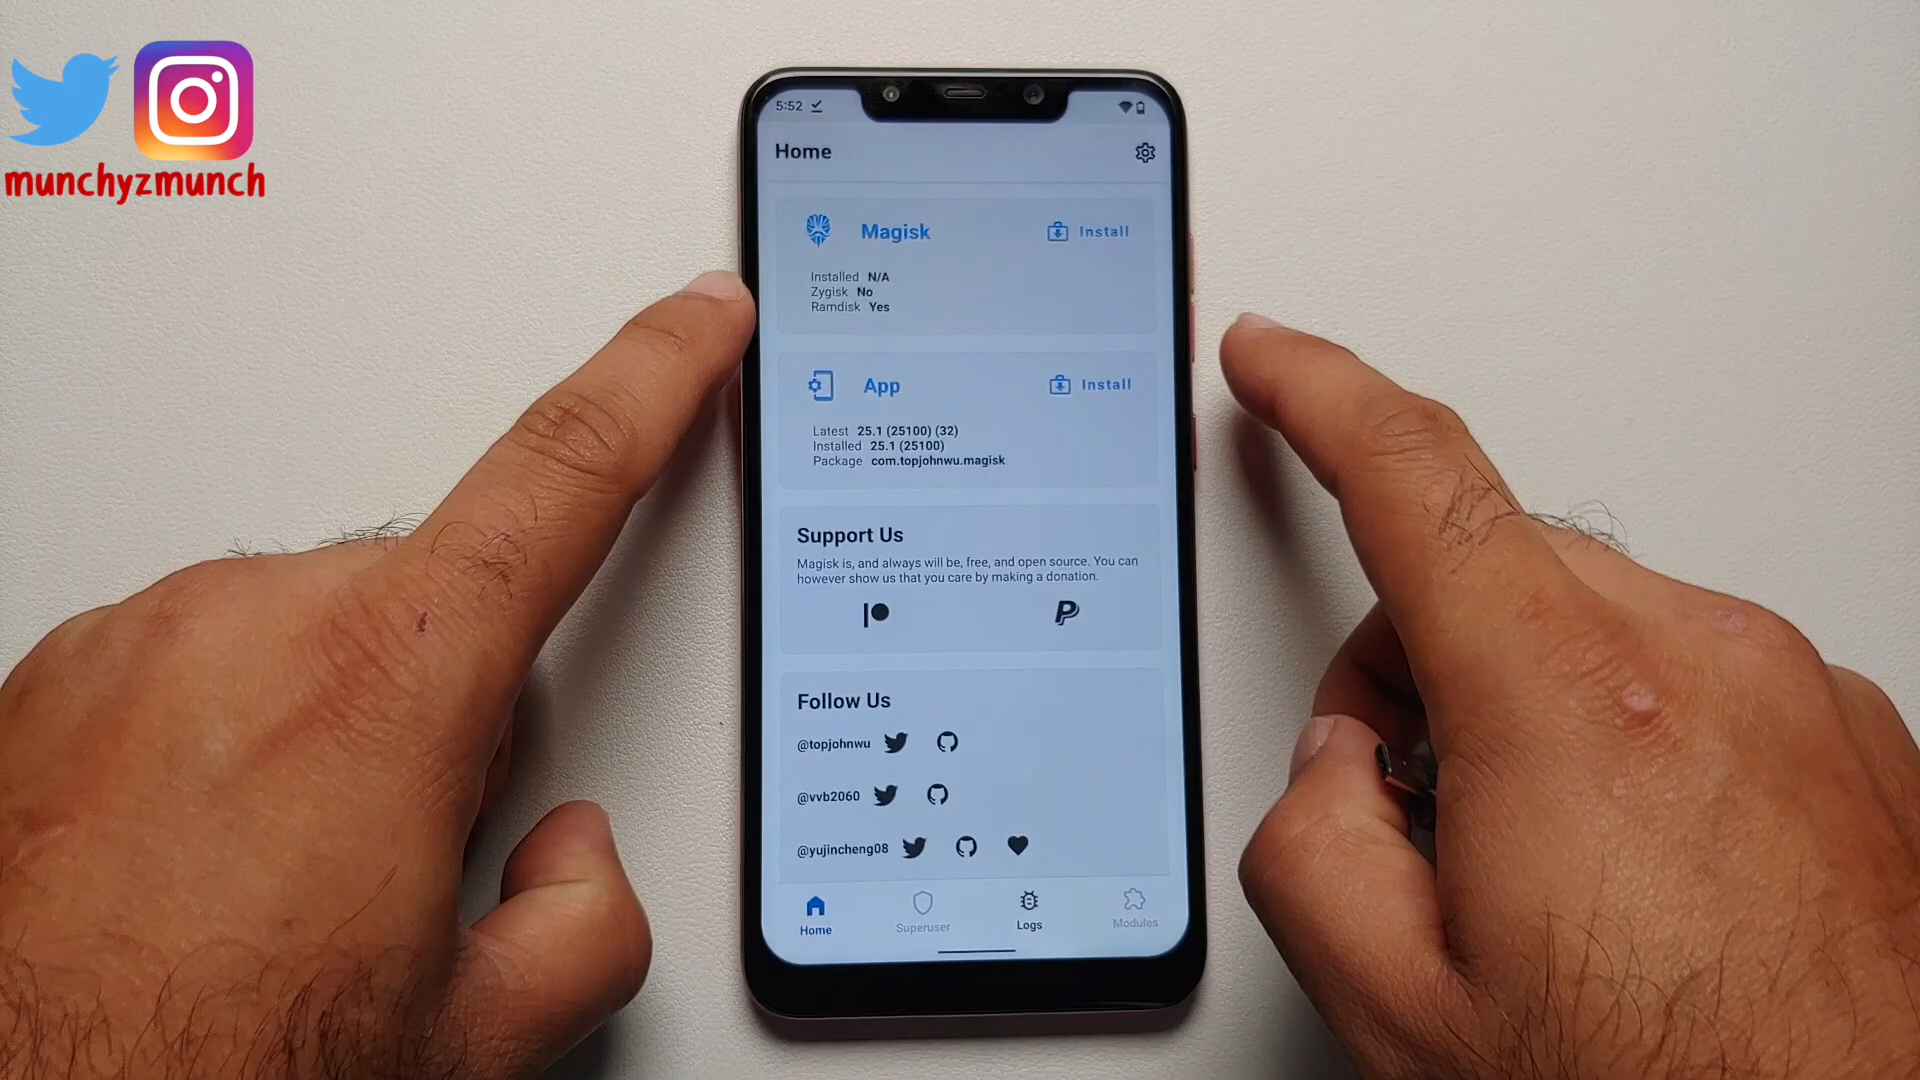 munchyzmunch
5:52
Home
Magisk
Install
Installed N/A
Zygisk No
Ramdisk Yes
App
Install
Latest 25.1 (25100) (32)
Installed 25.1 (25100)
Package com.topjohnwu.magisk
Support Us
Magisk is, and always will be, free, and open source. You can
however show us that you care by making a donation.
Follow Us
@topjohnwu
@vvb2060
@yujincheng08
Home
Superuser
Logs
Modules